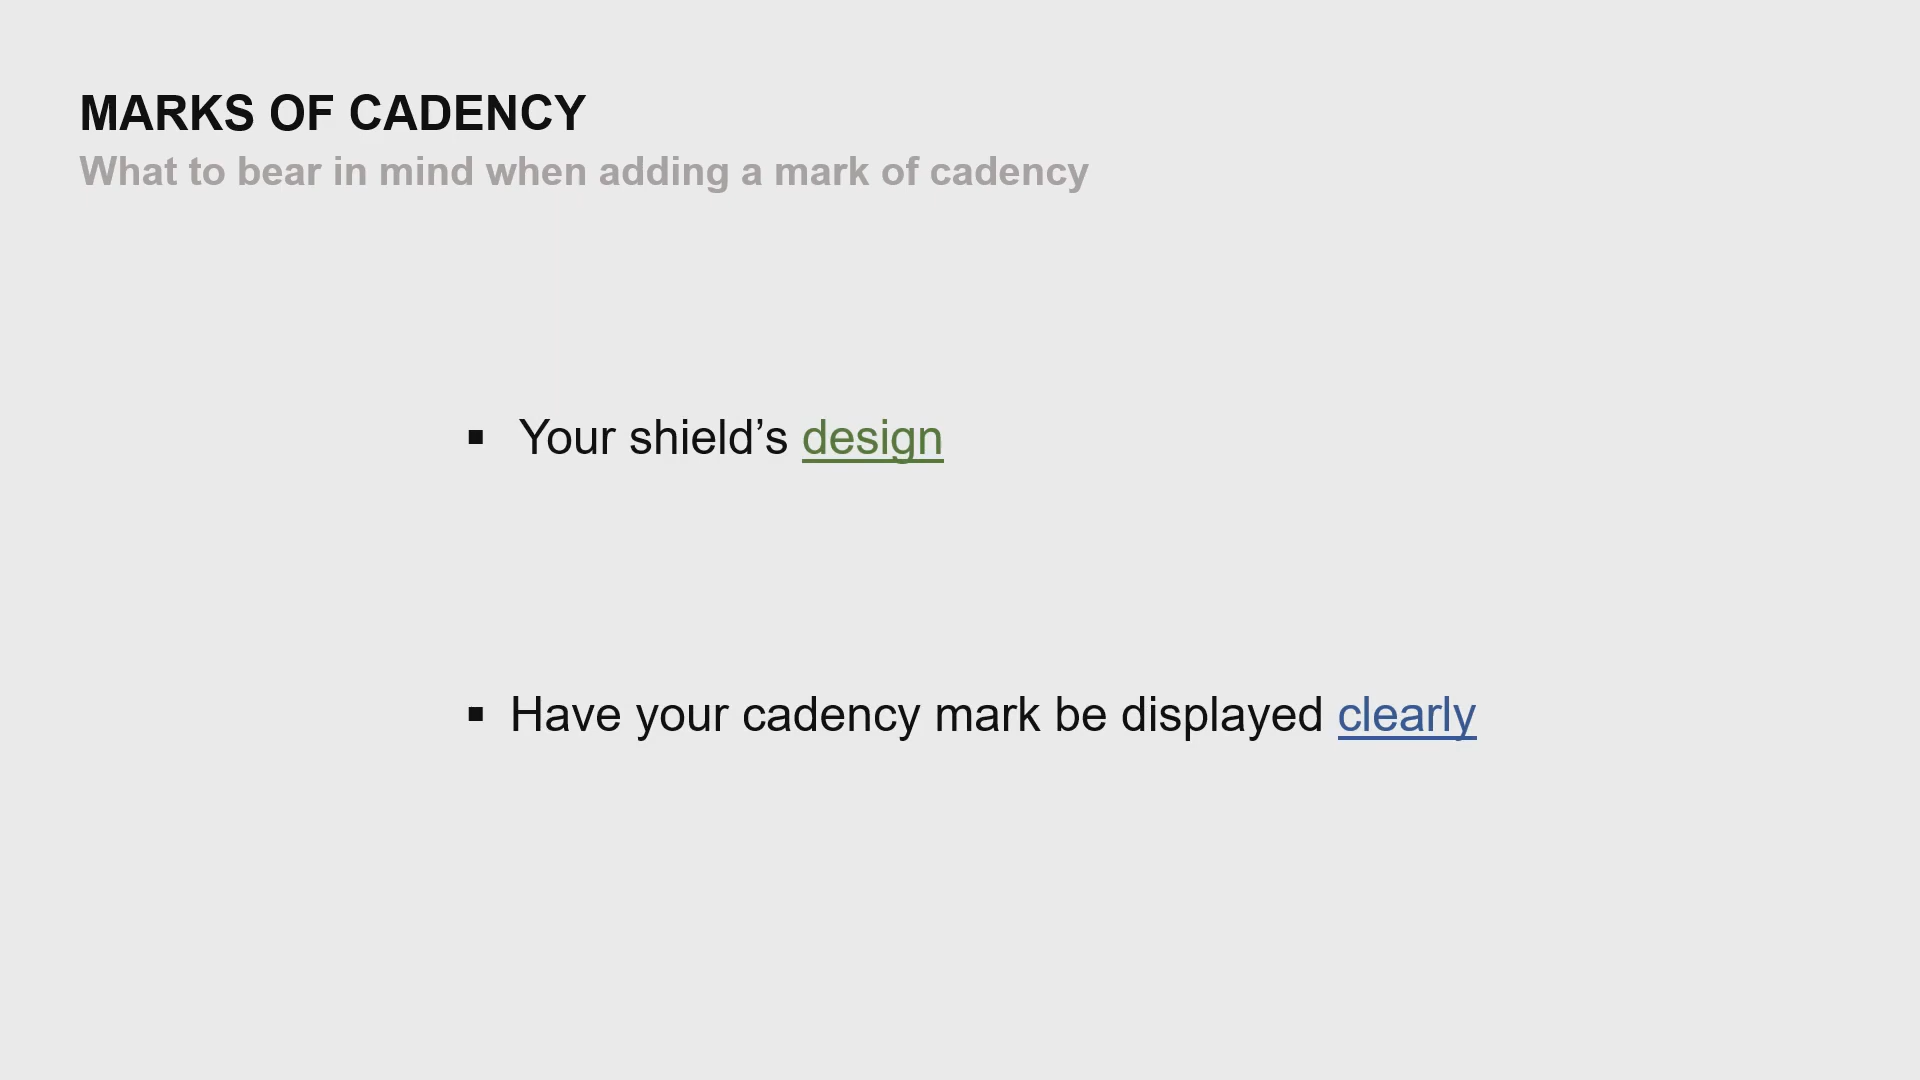 MARKS OF CADENCY
What to bear in mind when adding a mark of cadency
▪ Your shield’s design
▪ Have your cadency mark be displayed clearly